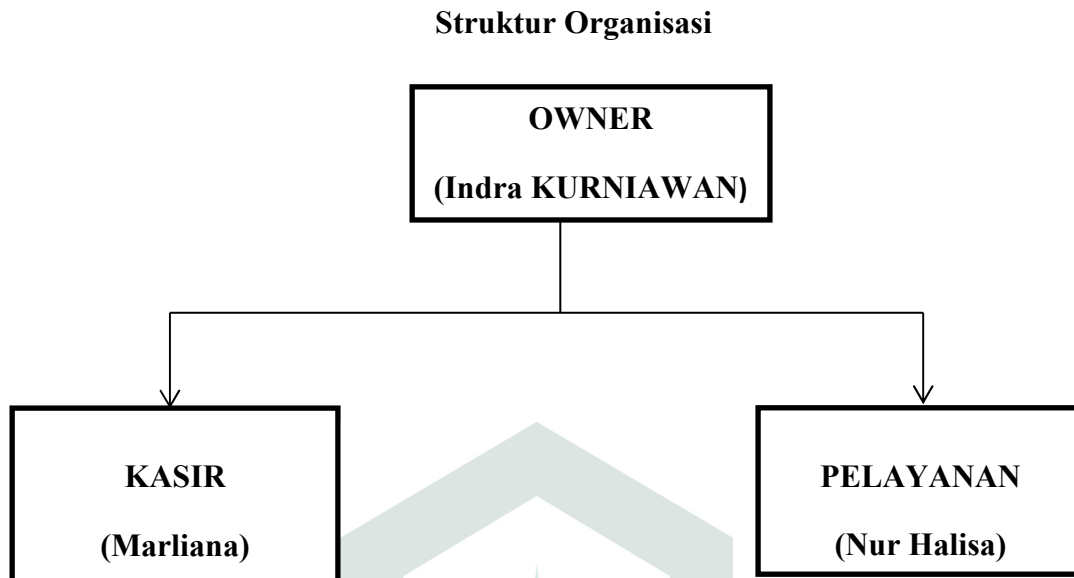 Struktur Organisasi
OWNER
(Indra KURNIAWAN)
KASIR
(Marliana)
PELAYANAN
(Nur Halisa)